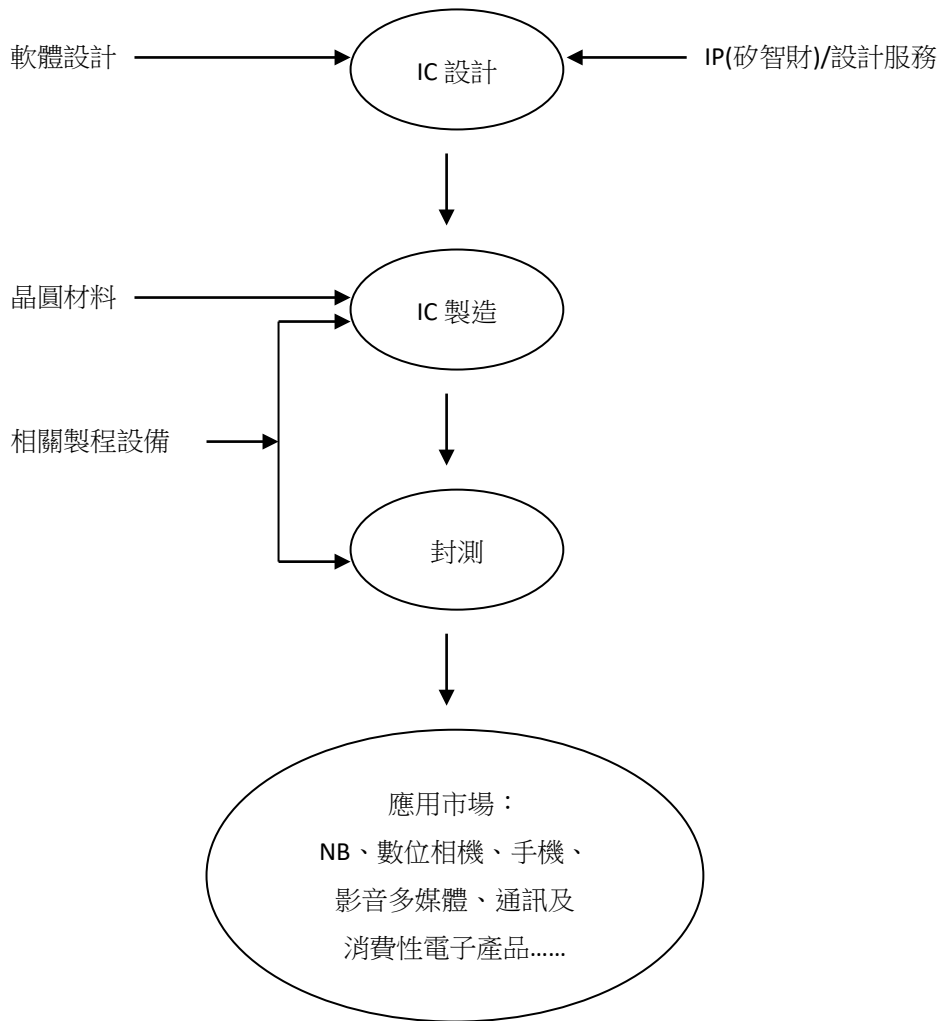 軟體設計
IC 設計
IP(矽智財)/設計服務
晶圓材料
IC 製造
相關製程設備
封測
應用市場：
NB、數位相機、手機、
影音多媒體、通訊及
消費性電子產品……